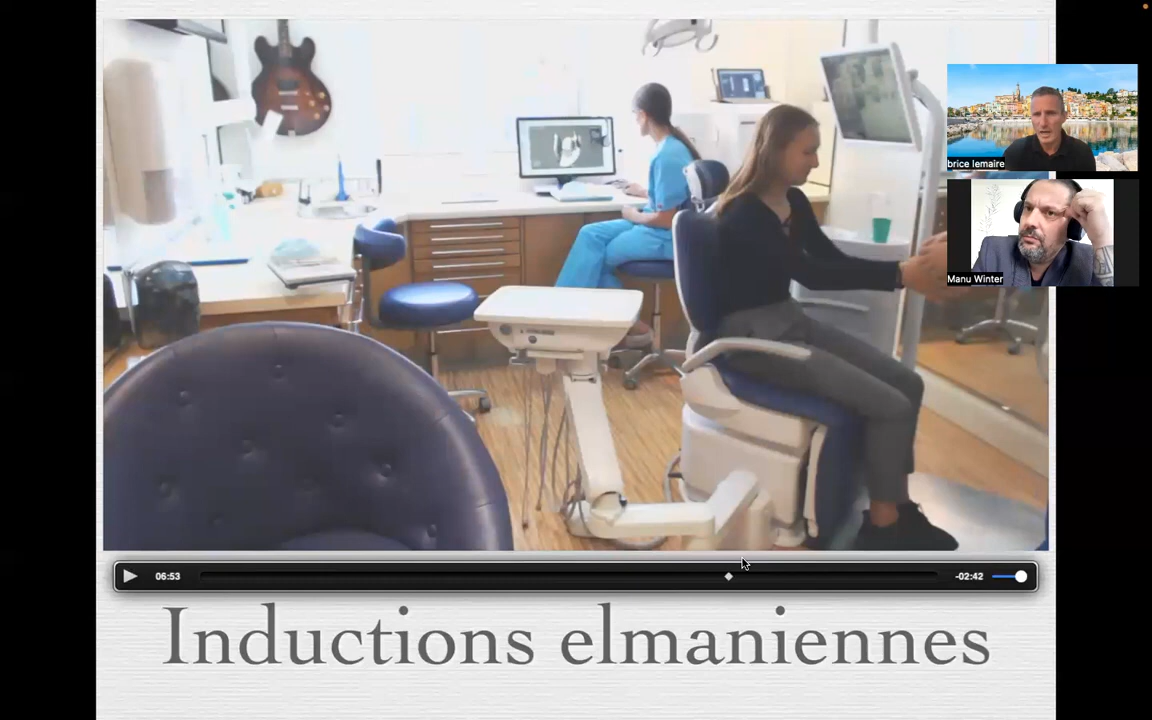 brice lemaire
Manu Winter
06:53
-02:42
Inductions elmaniennes